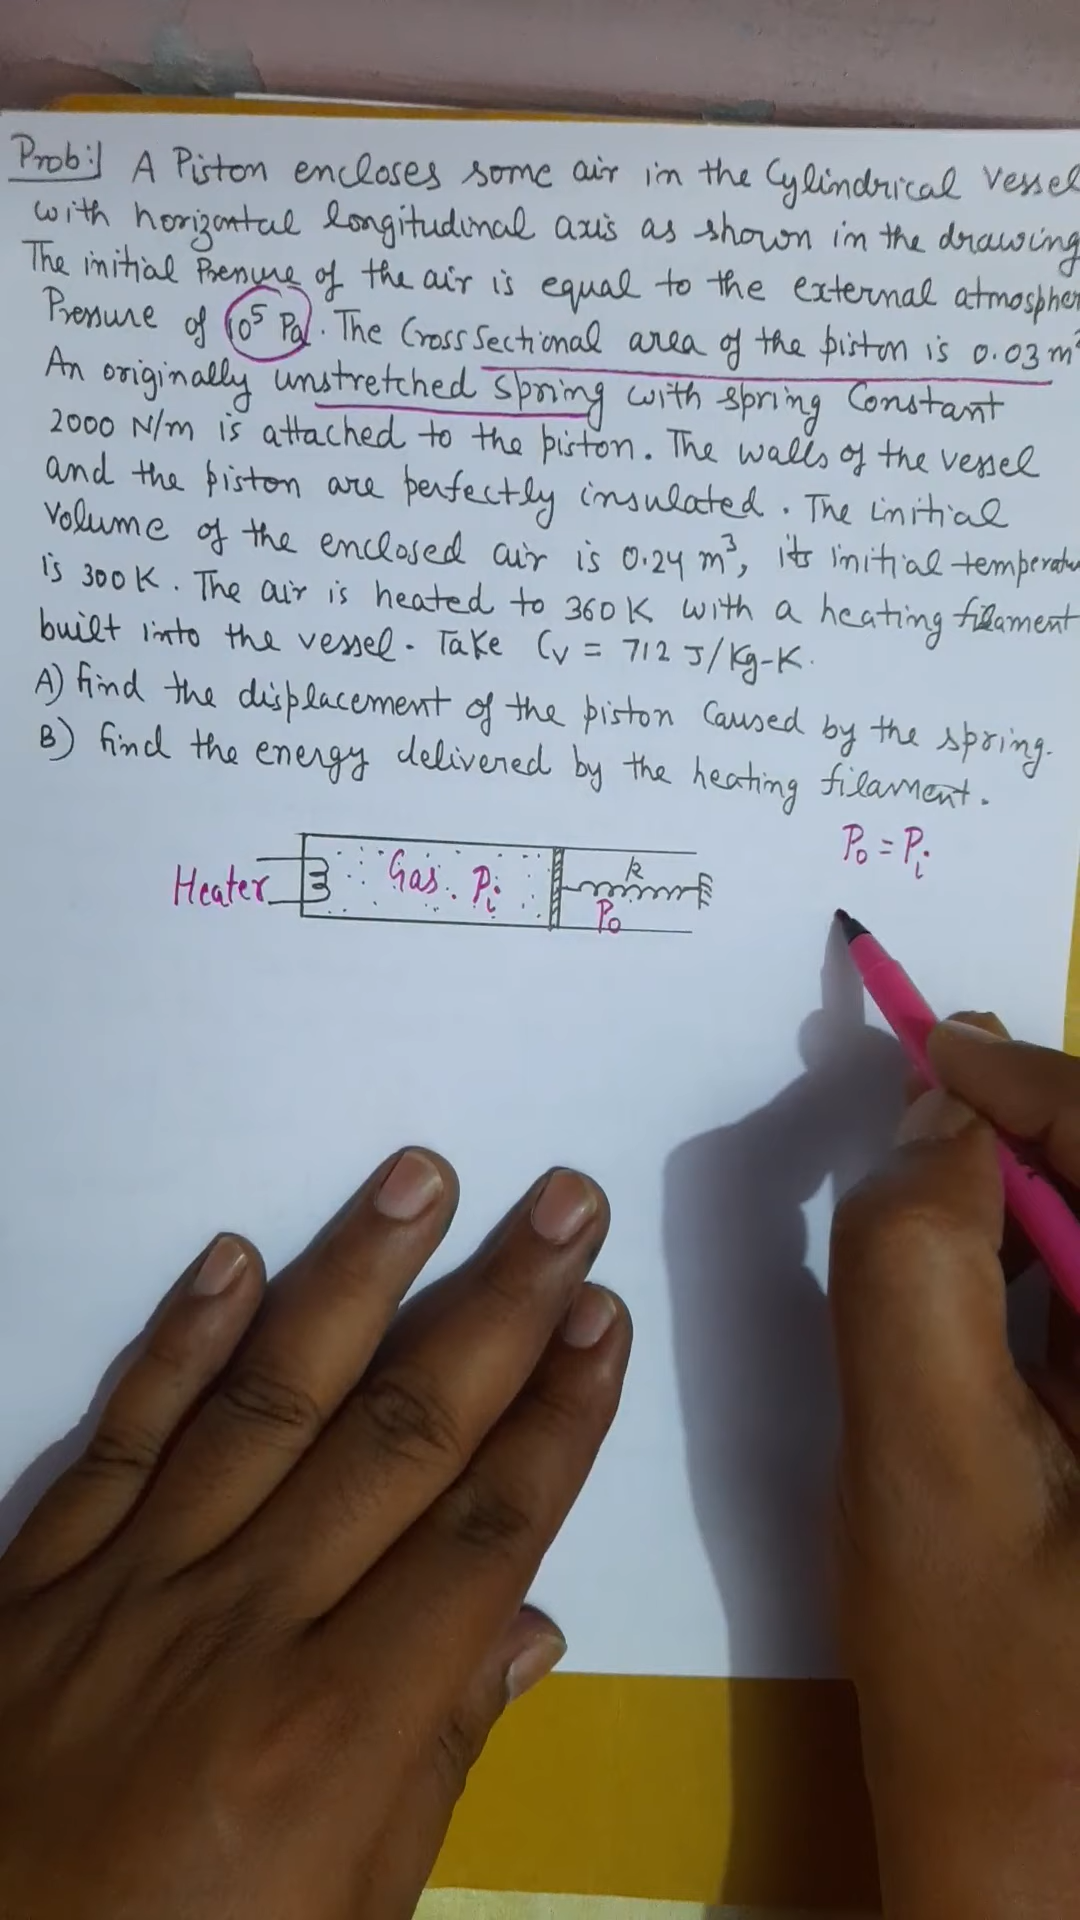 Prob:] A Piston encloses some air in the Cylindrical Vessel
with horizontal longitudinal axis as shown in the drawing
The initial Pressure of the air is equal to the external atmospher
Pressure of 10⁵ Pa. The Cross Sectional area of the piston is 0.03 m²
An originally unstretched spring with spring Constant
2000 N/m is attached to the piston. The walls of the vessel
and the piston are perfectly insulated. The initial
Volume of the enclosed air is 0.24 m³, its initial temperatu
is 300 K. The air is heated to 360 K with a heating filament
built into the vessel. Take Cv = 712 J/Kg-K.
A) find the displacement of the piston Caused by the spring.
B) find the energy delivered by the heating filament.
P₀ = Pᵢ
Heater Gas. Pᵢ k
P₀